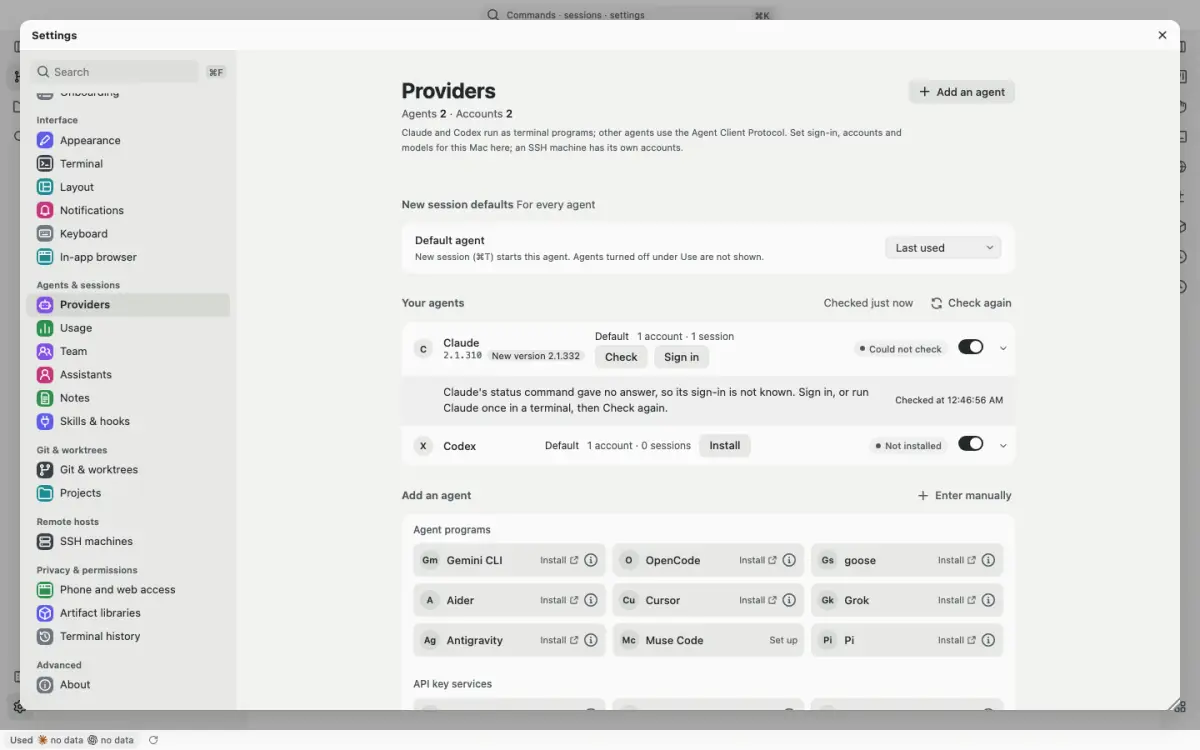 Commands · sessions · settings
⌘K
Settings
Search
⌘F
Onboarding
Interface
Appearance
Terminal
Layout
Notifications
Keyboard
In-app browser
Agents & sessions
Providers
Usage
Team
Assistants
Notes
Skills & hooks
Git & worktrees
Git & worktrees
Projects
Remote hosts
SSH machines
Privacy & permissions
Phone and web access
Artifact libraries
Terminal history
Advanced
About
Providers
Add an agent
Agents 2 · Accounts 2
Claude and Codex run as terminal programs; other agents use the Agent Client Protocol. Set sign-in, accounts and
models for this Mac here; an SSH machine has its own accounts.
New session defaults For every agent
Default agent
New session (⌘T) starts this agent. Agents turned off under Use are not shown.
Last used
Your agents
Checked just now
Check again
C
Claude
2.1.310
New version 2.1.332
Default 1 account · 1 session
Check
Sign in
Could not check
Claude's status command gave no answer, so its sign-in is not known. Sign in, or run
Claude once in a terminal, then Check again.
Checked at 12:46:56 AM
X
Codex
Default 1 account · 0 sessions
Install
Not installed
Add an agent
Enter manually
Agent programs
Gm Gemini CLI Install
O OpenCode Install
Gs goose Install
A Aider Install
Cu Cursor Install
Gk Grok Install
Ag Antigravity Install
Mc Muse Code Set up
Pi Pi Install
API key services
Used no data no data